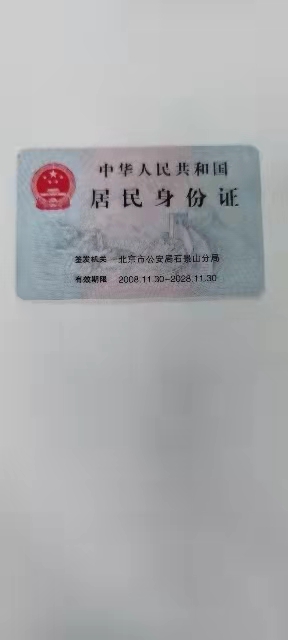 中华人民共和国
居民身份证
签发机关 北京市公安局石景山分局
有效期限 2008.11.30-2028.11.30